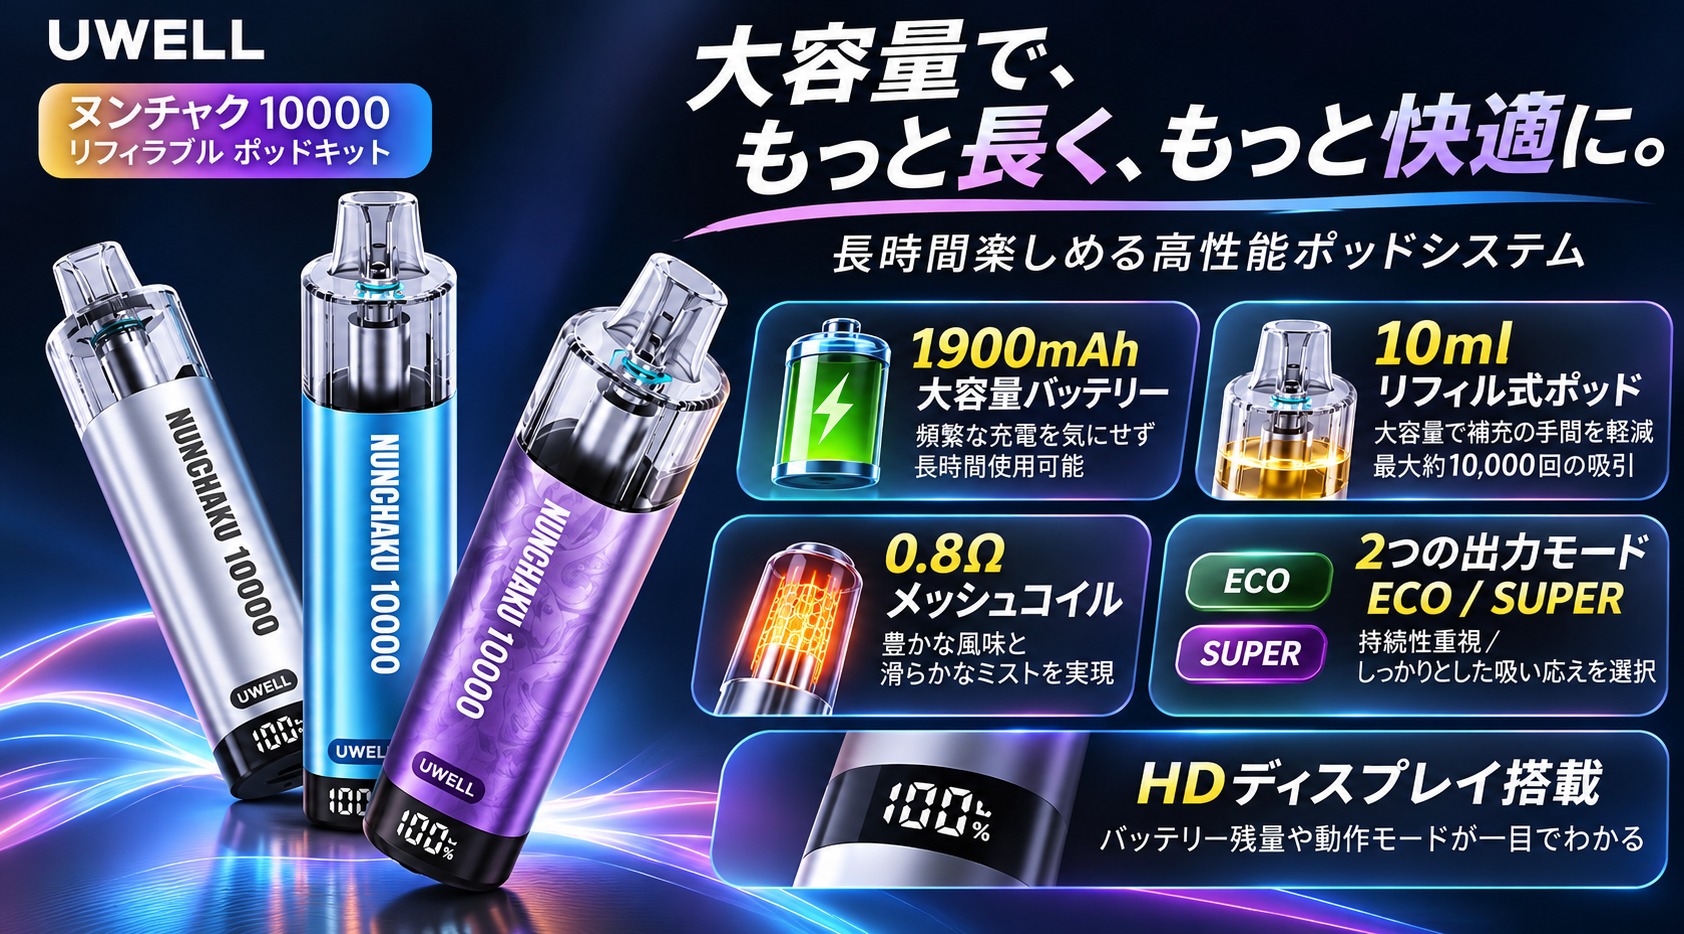 UWELL
ヌンチャク 10000
リフィラブル ポッドキット
大容量で、
もっと長く、もっと快適に。
長時間楽しめる高性能ポッドシステム
NUNCHAKU 10000
UWELL
100%
NUNCHAKU 10000
UWELL
100
NUNCHAKU 10000
UWELL
100%
1900mAh
大容量バッテリー
頻繁な充電を気にせず
長時間使用可能
10ml
リフィル式ポッド
大容量で補充の手間を軽減
最大約10,000回の吸引
0.8Ω
メッシュコイル
豊かな風味と
滑らかなミストを実現
ECO
SUPER
2つの出力モード
ECO / SUPER
持続性重視 /
しっかりとした吸い応えを選択
100%
HDディスプレイ搭載
バッテリー残量や動作モードが一目でわかる